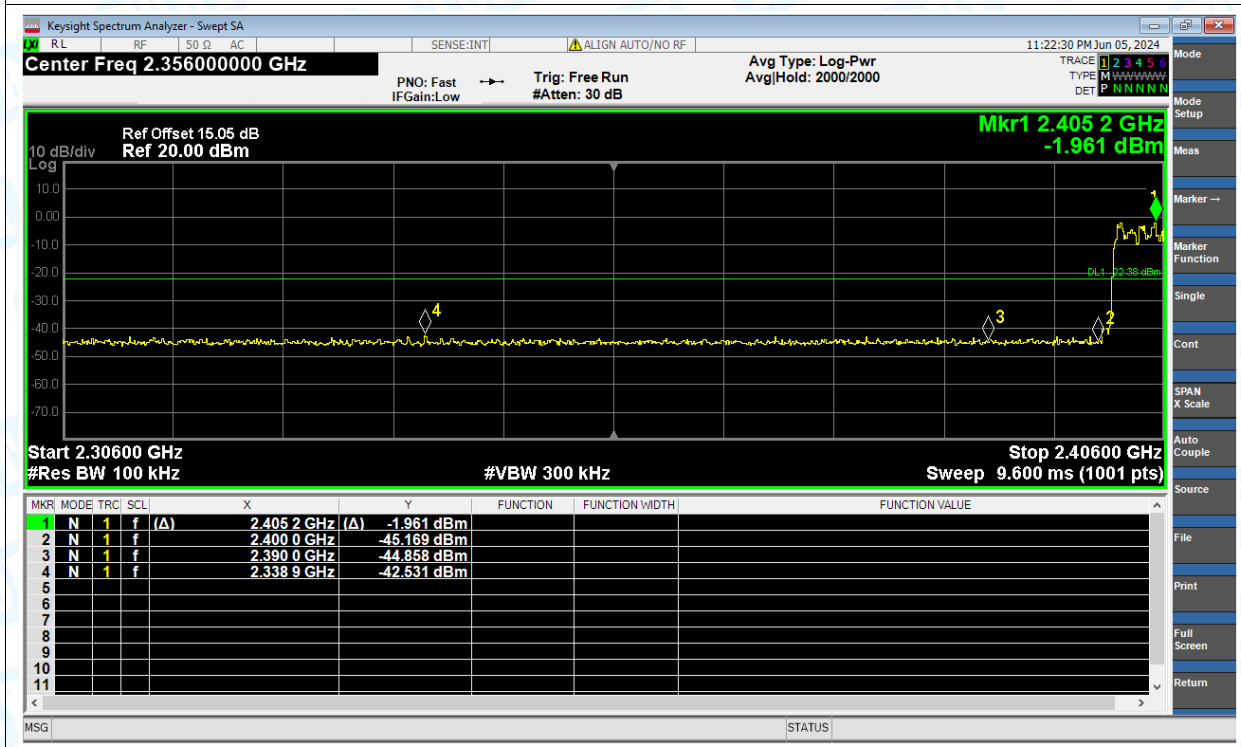 Keysight Spectrum Analyzer - Swept SA
LXI RL RF 50 Ω AC SENSE:INT ALIGN AUTO/NO RF 11:22:30 PM Jun 05, 2024
Center Freq 2.356000000 GHz
PNO: Fast
IFGain:Low
Trig: Free Run
#Atten: 30 dB
Avg Type: Log-Pwr
Avg|Hold: 2000/2000
TRACE 1 2 3 4 5 6
TYPE M WWWWW
DET P N N N N N
Mkr1 2.405 2 GHz
-1.961 dBm
Ref Offset 15.05 dB
10 dB/div Ref 20.00 dBm
Log
10.0
0.00
-10.0
-20.0
-30.0
-40.0
-50.0
-60.0
-70.0
1
DL1 -22.38 dBm
4
3
2
Start 2.30600 GHz Stop 2.40600 GHz
#Res BW 100 kHz #VBW 300 kHz Sweep 9.600 ms (1001 pts)
MKR MODE TRC SCL X Y FUNCTION FUNCTION WIDTH FUNCTION VALUE
1 N 1 f (Δ) 2.405 2 GHz (Δ) -1.961 dBm
2 N 1 f 2.400 0 GHz -45.169 dBm
3 N 1 f 2.390 0 GHz -44.858 dBm
4 N 1 f 2.338 9 GHz -42.531 dBm
5
6
7
8
9
10
11
MSG STATUS
Mode
Mode
Setup
Meas
Marker →
Marker
Function
Single
Cont
SPAN
X Scale
Auto
Couple
Source
File
Print
Full
Screen
Return